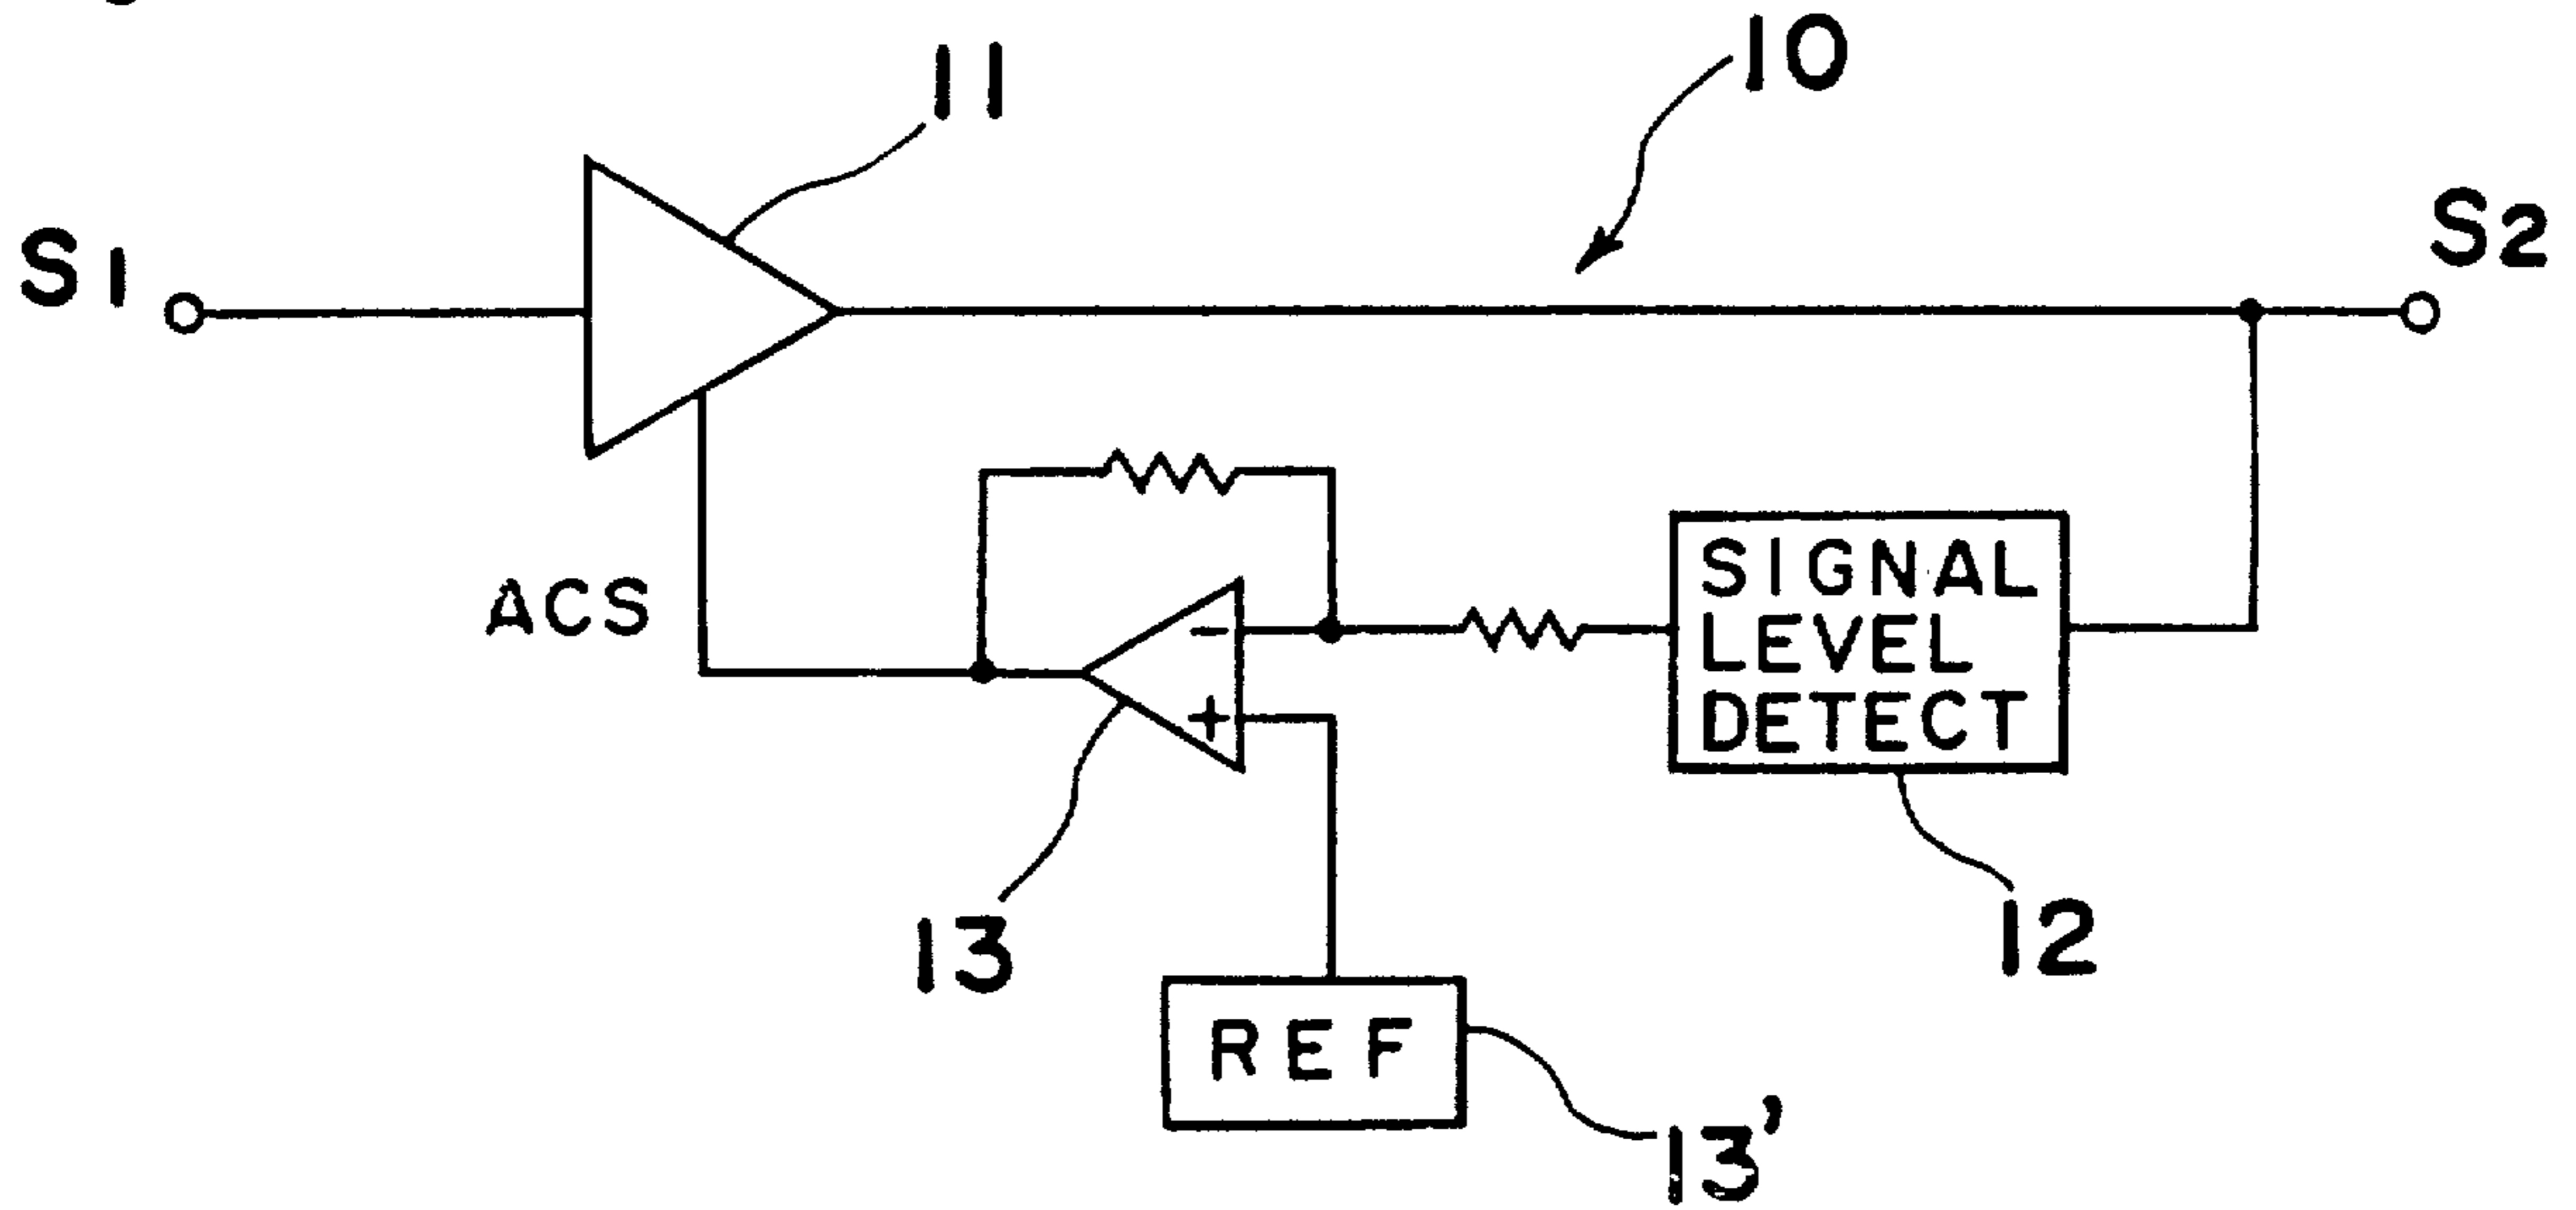 11
10
S1
S2
ACS
SIGNAL
LEVEL
DETECT
-
+
13
12
REF
13'